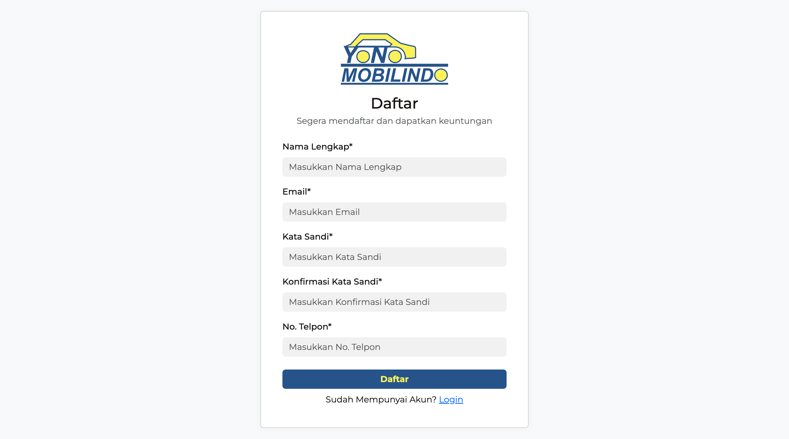 YONO
MOBILINDO
Daftar
Segera mendaftar dan dapatkan keuntungan
Nama Lengkap*
Masukkan Nama Lengkap
Email*
Masukkan Email
Kata Sandi*
Masukkan Kata Sandi
Konfirmasi Kata Sandi*
Masukkan Konfirmasi Kata Sandi
No. Telpon*
Masukkan No. Telpon
Daftar
Sudah Mempunyai Akun? Login